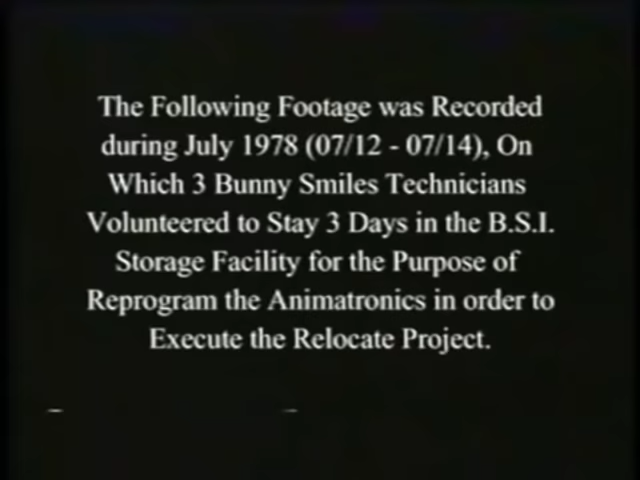 The Following Footage was Recorded
during July 1978 (07/12 - 07/14), On
Which 3 Bunny Smiles Technicians
Volunteered to Stay 3 Days in the B.S.I.
Storage Facility for the Purpose of
Reprogram the Animatronics in order to
Execute the Relocate Project.